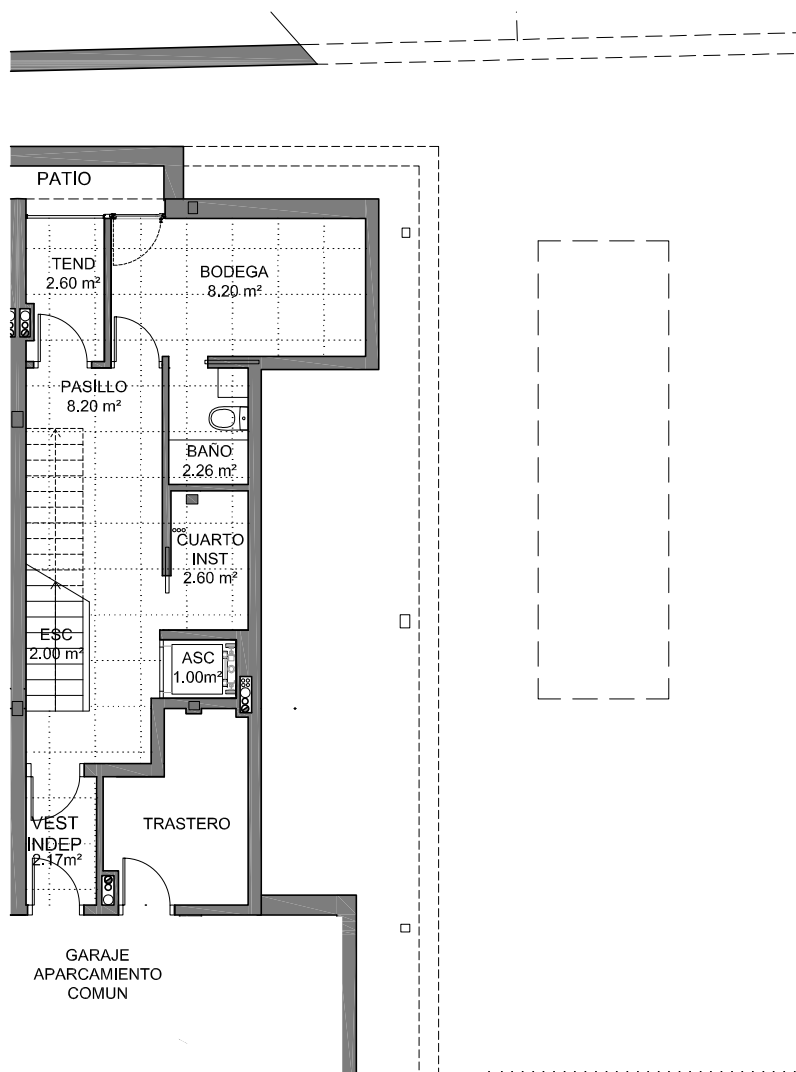 PATIO
TEND
2.60 m²
BODEGA
8.20 m²
PASILLO
8.20 m²
BAÑO
2.26 m²
CUARTO
INST
2.60 m²
ESC
2.00 m²
ASC
1.00m²
VEST
INDEP
2.17m²
TRASTERO
GARAJE
APARCAMIENTO
COMUN